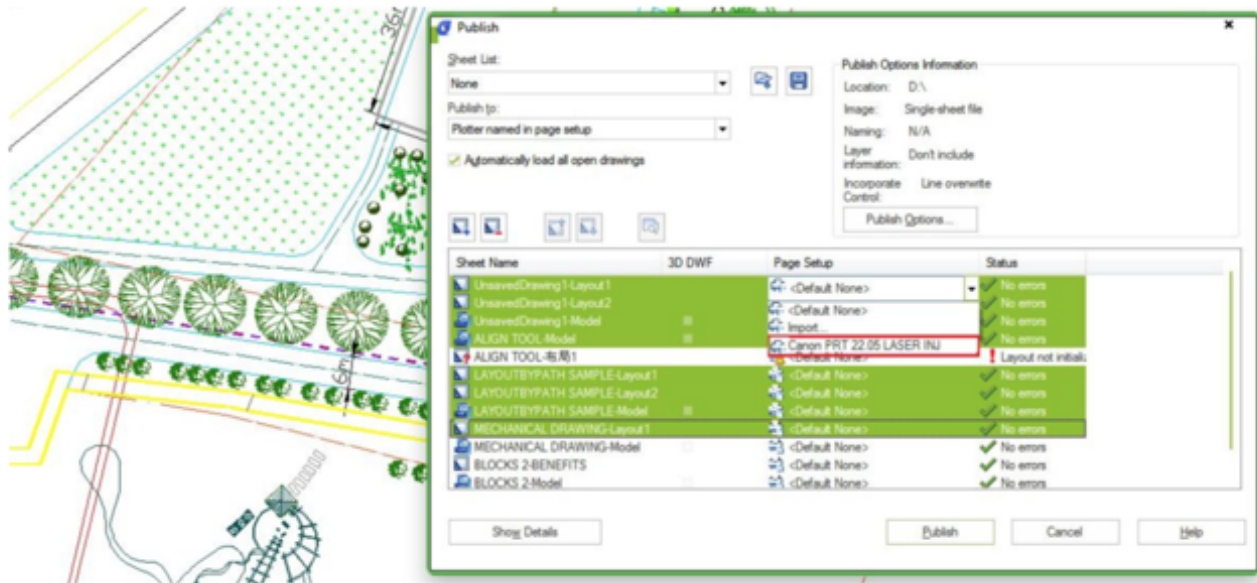 36m
Publish
Sheet List:
None
Publish to:
Plotter named in page setup
Automatically load all open drawings
Publish Options Information
Location: D:\
Image: Single-sheet file
Naming: N/A
Layer information: Don't include
Incorporate Control: Line overwrite
Publish Options...
Sheet Name 3D DWF Page Setup Status
UnsavedDrawing1-Layout1 <Default None> No errors
UnsavedDrawing1-Layout2 <Default None> No errors
UnsavedDrawing1-Model Import... No errors
ALIGN TOOL-Model Canon PRT 22.05 LASER INJ No errors
ALIGN TOOL-布局1 <Default None> Layout not initializ
LAYOUTBYPATH SAMPLE-Layout1 <Default None> No errors
LAYOUTBYPATH SAMPLE-Layout2 <Default None> No errors
LAYOUTBYPATH SAMPLE-Model <Default None> No errors
MECHANICAL DRAWING-Layout1 <Default None> No errors
MECHANICAL DRAWING-Model <Default None> No errors
BLOCKS 2-BENEFITS <Default None> No errors
BLOCKS 2-Model <Default None> No errors
6m
Show Details
Publish
Cancel
Help